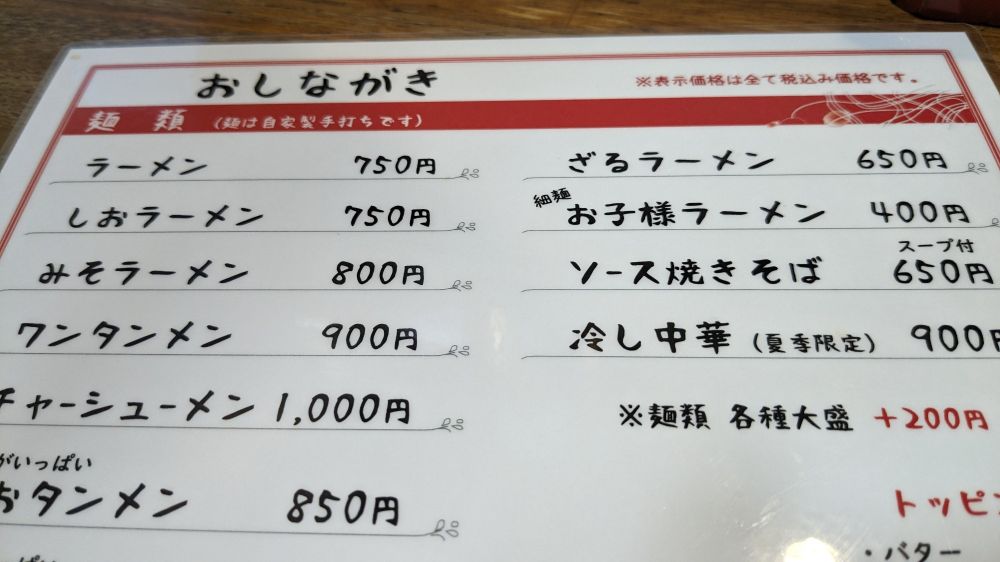 おしながき
※表示価格は全て税込み価格です。
麺類（麺は自家製手打ちです）
ラーメン 750円
しおラーメン 750円
みそラーメン 800円
ワンタンメン 900円
チャーシューメン 1,000円
がいっぱい
おタンメン 850円
ざるラーメン 650円
細麺
お子様ラーメン 400円
スープ付
ソース焼きそば 650円
冷し中華（夏季限定） 900円
※麺類 各種大盛 +200円
トッピン
・バター